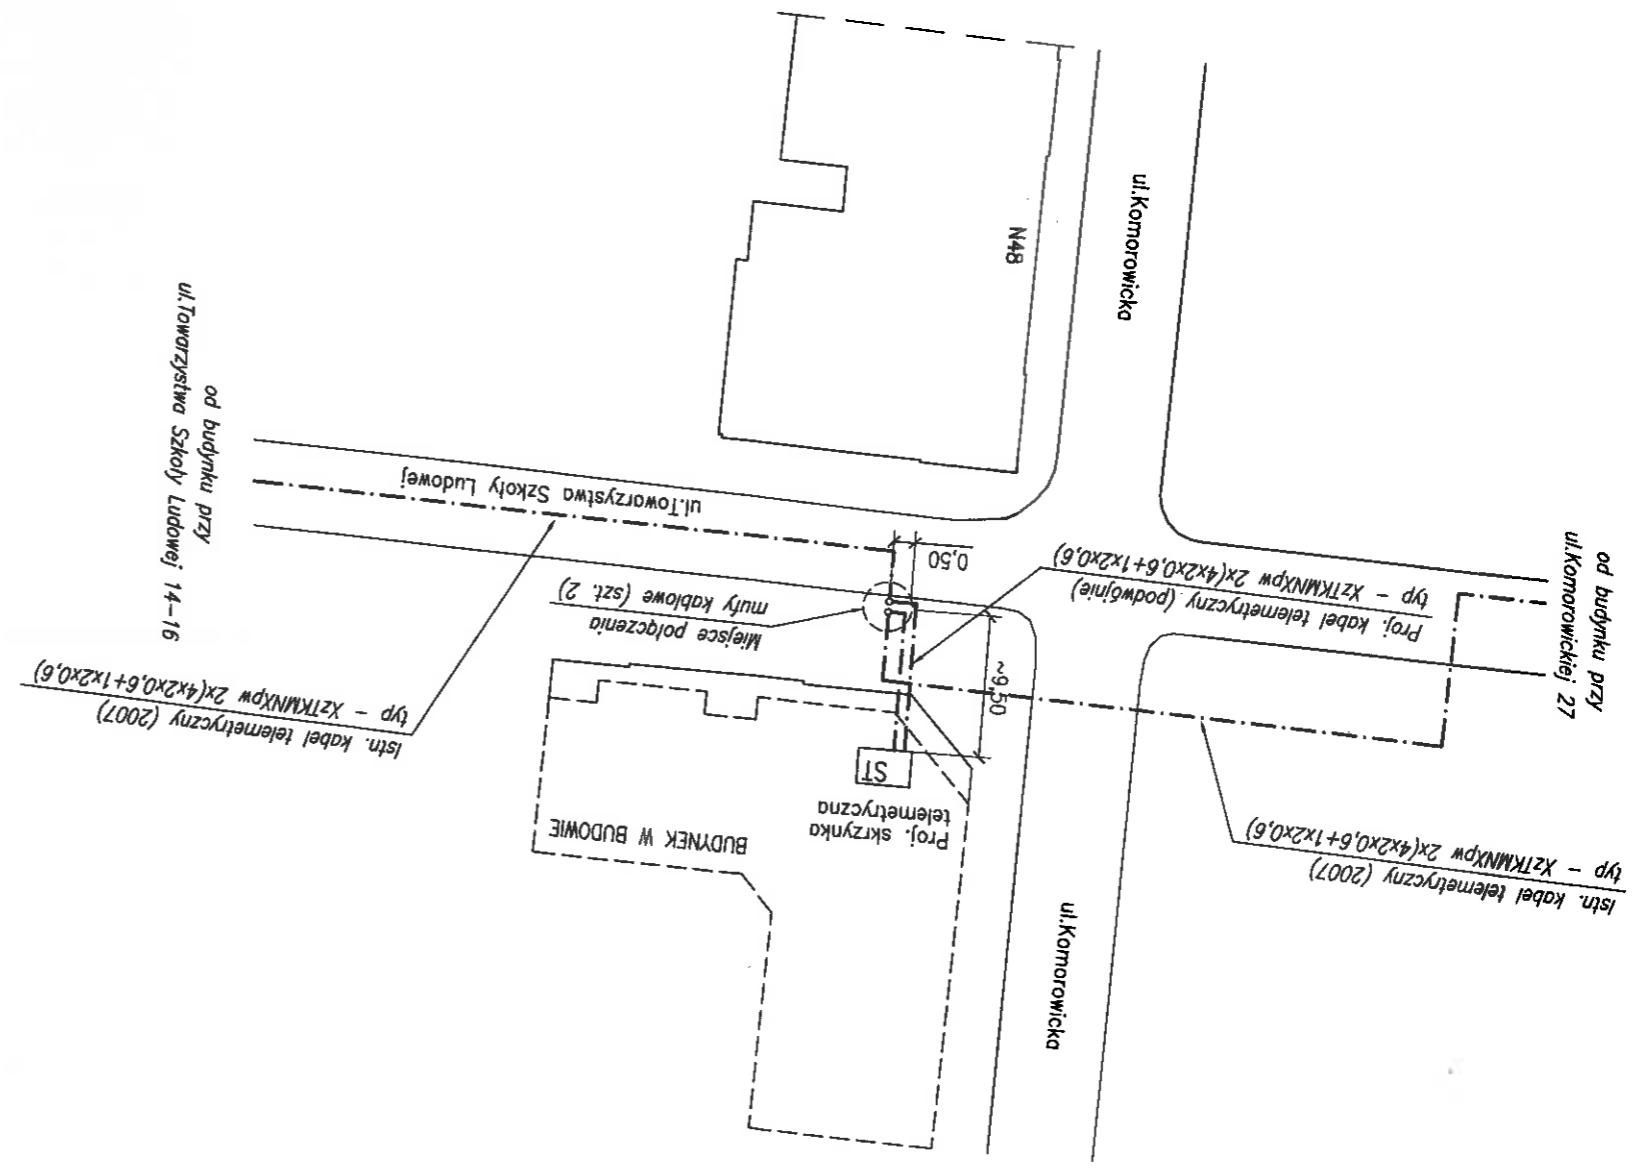 ul.Komorowicka
N48
od budynku przy
ul.Towarzystwa Szkoły Ludowej 14-16
ul.Towarzystwa Szkoły Ludowej
0,50
Proj. kabel telemetryczny (podwójnie)
typ - XzTKMNXpw 2x(4x2x0,6+1x2x0,6)
od budynku przy
ul.Komorowickiej 27
Miejsce połączenia
mufy kablowe (szt. 2)
~9,50
Istn. kabel telemetryczny (2007)
typ - XzTKMNXpw 2x(4x2x0,6+1x2x0,6)
ST
Proj. skrzynka
telemetryczna
BUDYNEK W BUDOWIE
Istn. kabel telemetryczny (2007)
typ - XzTKMNXpw 2x(4x2x0,6+1x2x0,6)
ul.Komorowicka